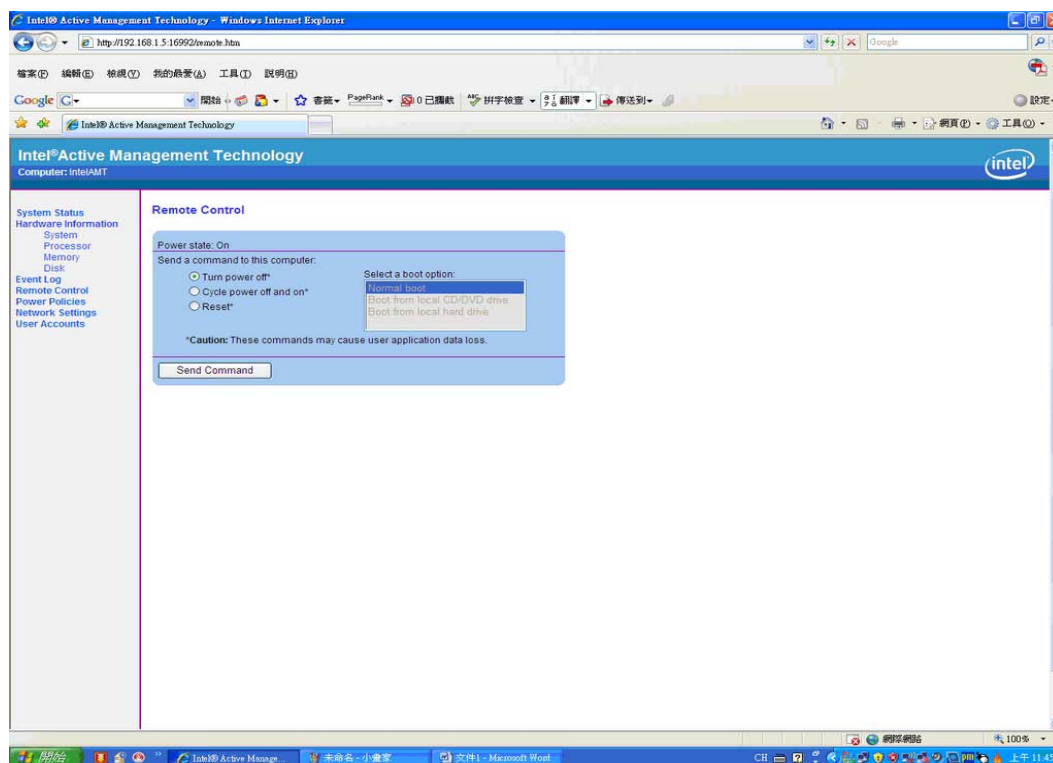 Intel® Active Management Technology - Windows Internet Explorer
http://192.168.1.5:16992/remote.htm
Google
檔案(F) 編輯(E) 檢視(V) 我的最愛(A) 工具(T) 說明(H)
Google G 開始 書籤 PageRank 0 已攔截 拼字檢查 翻譯 傳送到 設定
Intel® Active Management Technology
網頁(P) 工具(O)
Intel®Active Management Technology
Computer: IntelAMT
intel
System Status
Hardware Information
System
Processor
Memory
Disk
Event Log
Remote Control
Power Policies
Network Settings
User Accounts
Remote Control
Power state: On
Send a command to this computer:
Turn power off*
Cycle power off and on*
Reset*
Select a boot option:
Normal boot
Boot from local CD/DVD drive
Boot from local hard drive
*Caution: These commands may cause user application data loss.
Send Command
網際網路 100%
開始 Intel® Active Manage... 未命名 - 小畫家 文件1 - Microsoft Word CH 上午 11:4